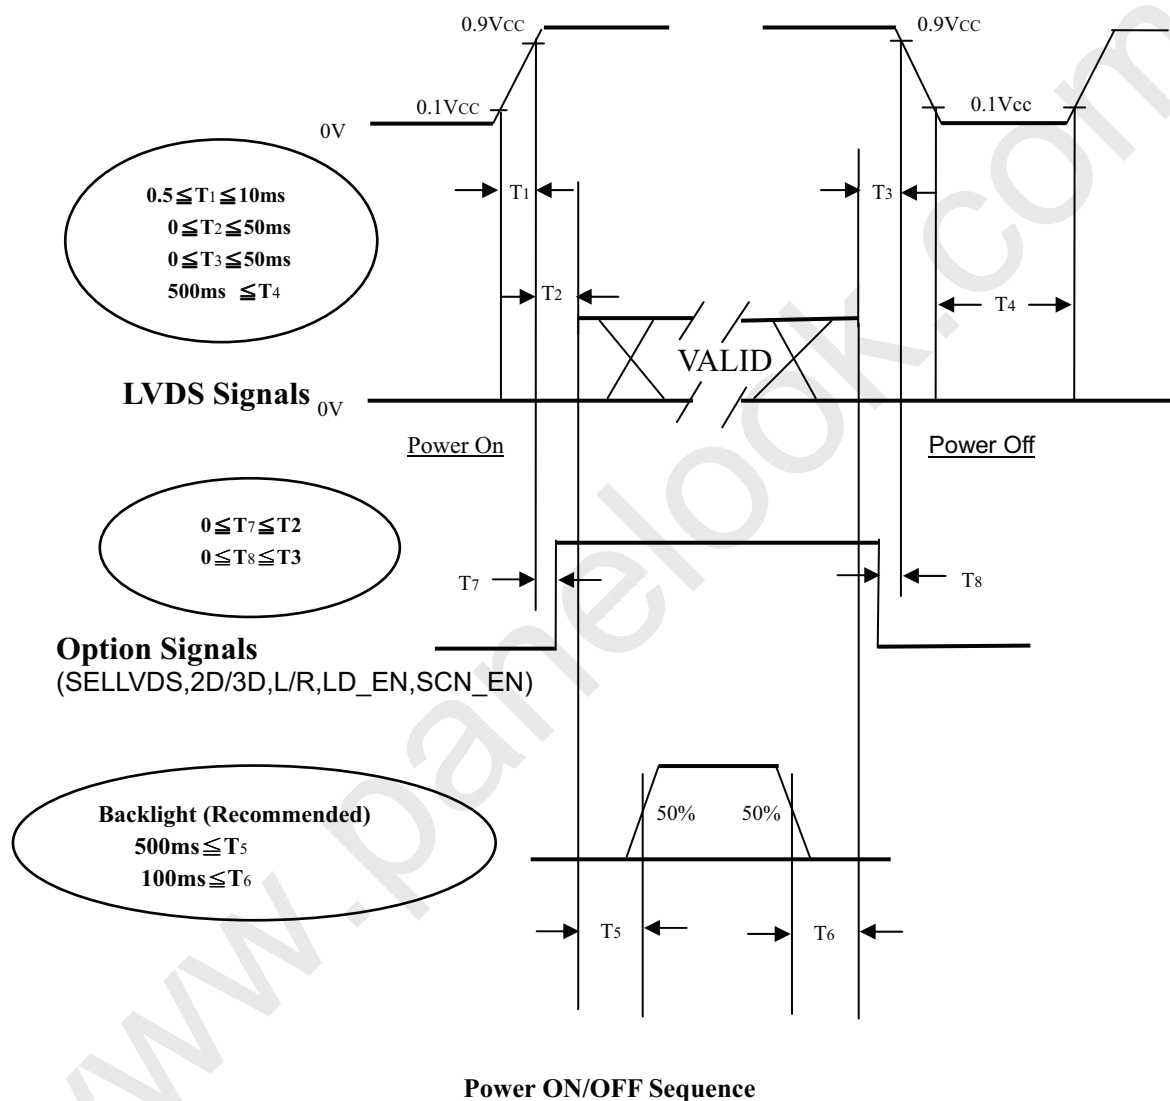 0.9VCC
0.9VCC
0.1VCC
0.1Vcc
0V
0.5≦T1≦10ms
0≦T2≦50ms
0≦T3≦50ms
500ms ≦T4
T1
T3
T2
T4
VALID
LVDS Signals
0V
Power On
Power Off
0≦T7≦T2
0≦T8≦T3
T7
T8
Option Signals
(SELLVDS,2D/3D,L/R,LD_EN,SCN_EN)
Backlight (Recommended)
500ms≦T5
100ms≦T6
50%
50%
T5
T6
Power ON/OFF Sequence
www.panelook.com